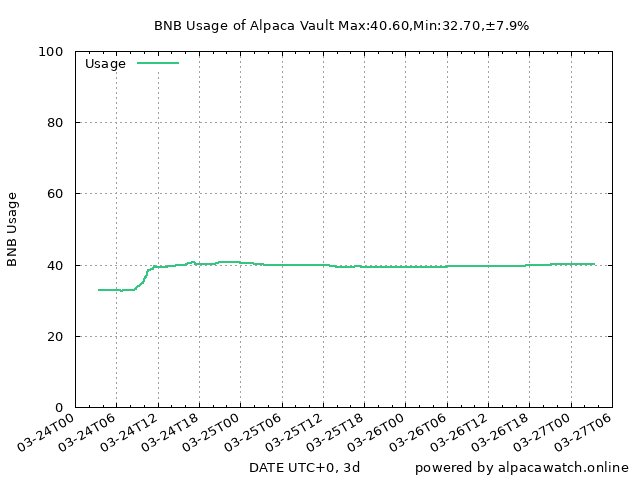 BNB Usage of Alpaca Vault Max:40.60,Min:32.70,±7.9%
Usage
BNB Usage
100
80
60
40
20
0
03-24T00
03-24T06
03-24T12
03-24T18
03-25T00
03-25T06
03-25T12
03-25T18
03-26T00
03-26T06
03-26T12
03-26T18
03-27T00
03-27T06
DATE UTC+0, 3d
powered by alpacawatch.online